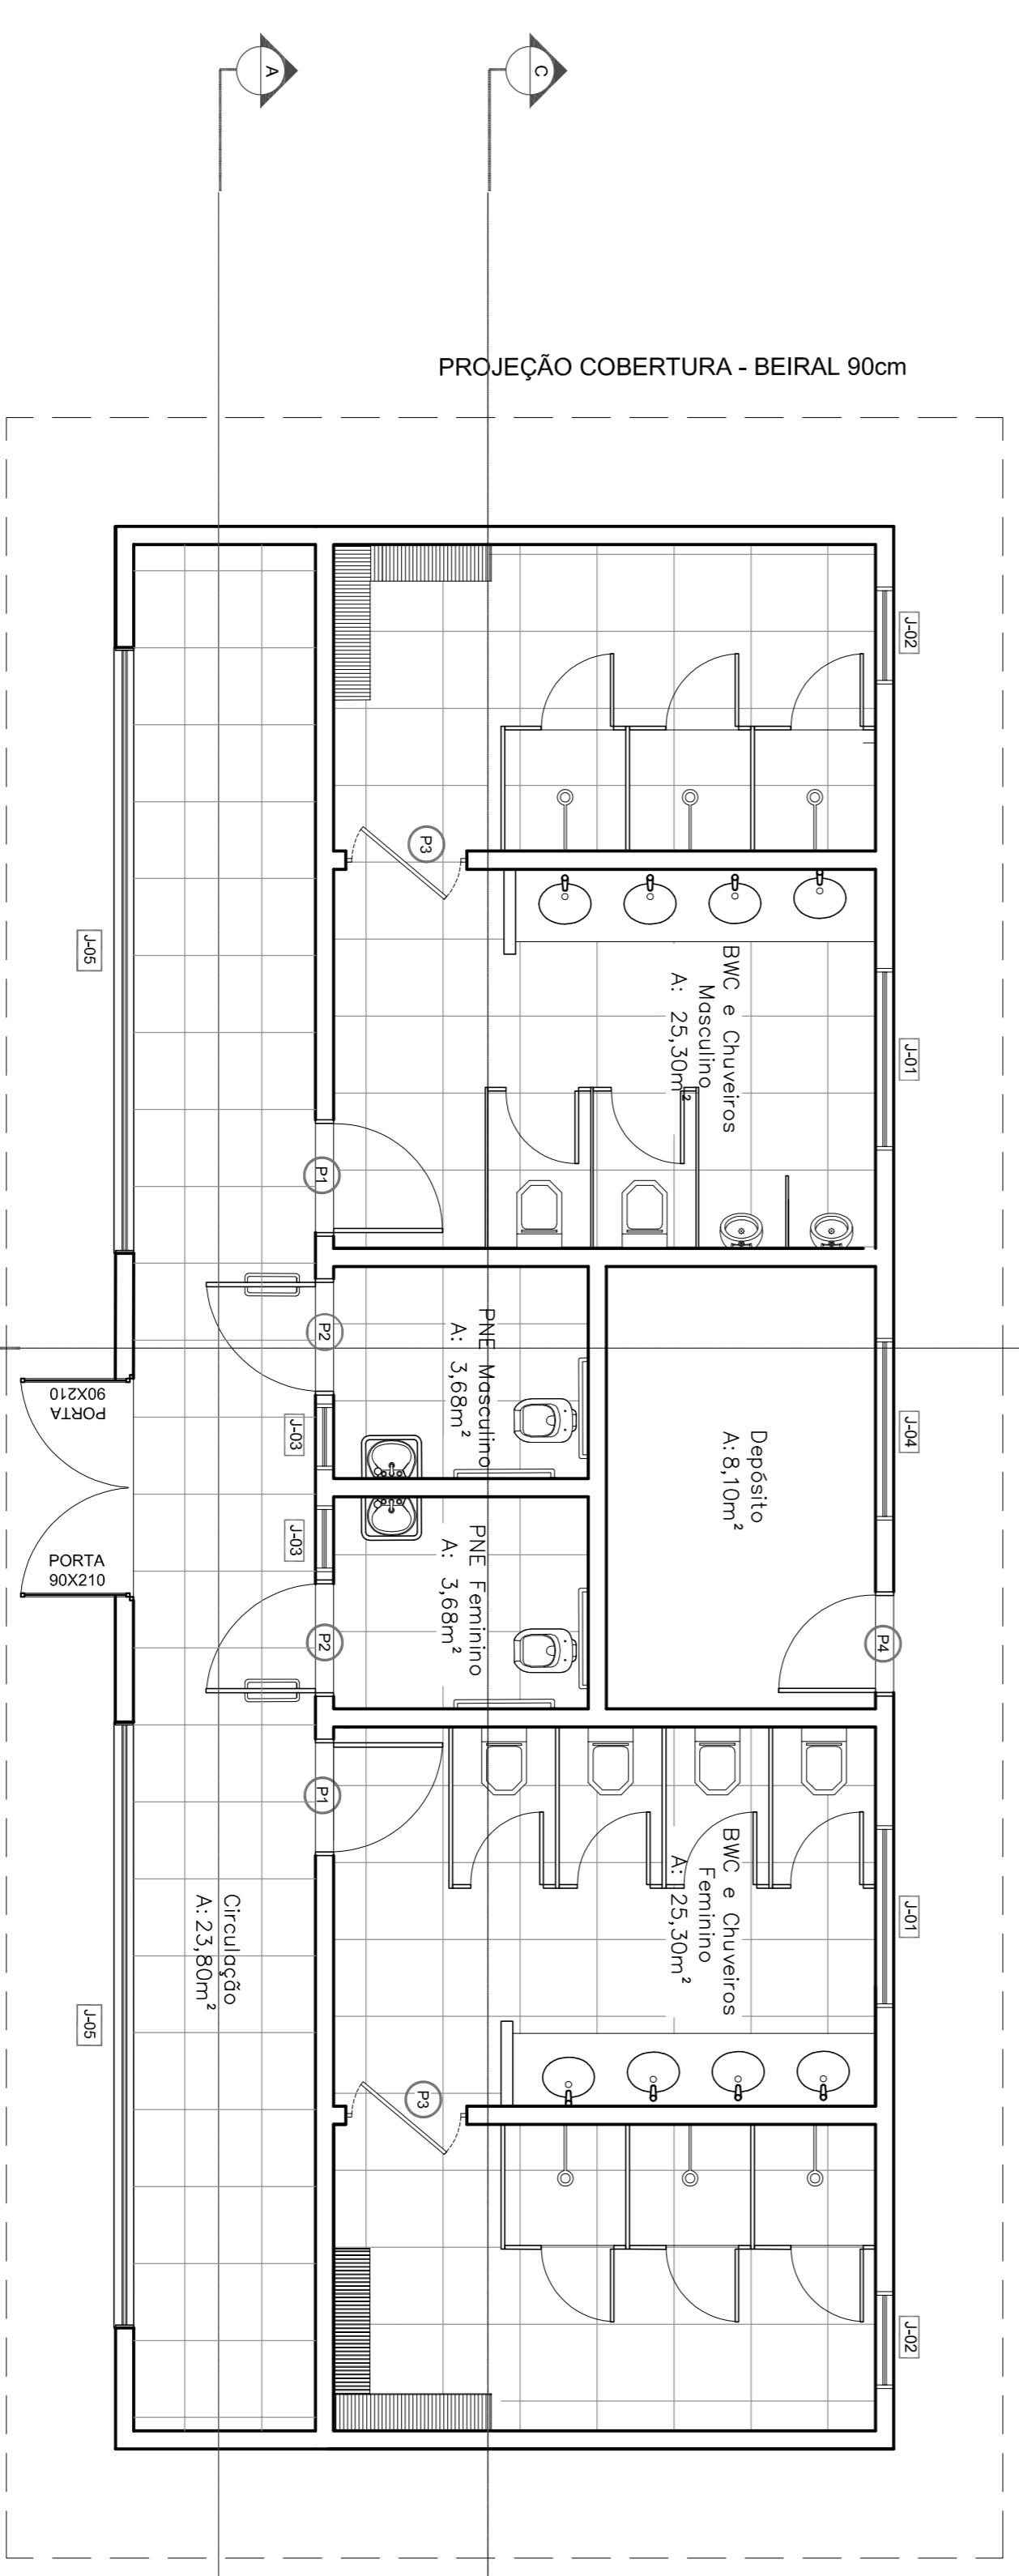 A
C
PROJEÇÃO COBERTURA - BEIRAL 90cm
J-02
P3
J-05
BWC e Chuveiros
Masculino
A: 25,30m²
J-01
P1
P2
PNE Masculino
A: 3,68m²
PORTA
90X210
J-03
Depósito
A: 8,10m²
J-04
J-03
PORTA
90X210
PNE Feminino
A: 3,68m²
P2
P4
P1
BWC e Chuveiros
Feminino
A: 25,30m²
J-01
Circulação
A: 23,80m²
J-05
P3
J-02